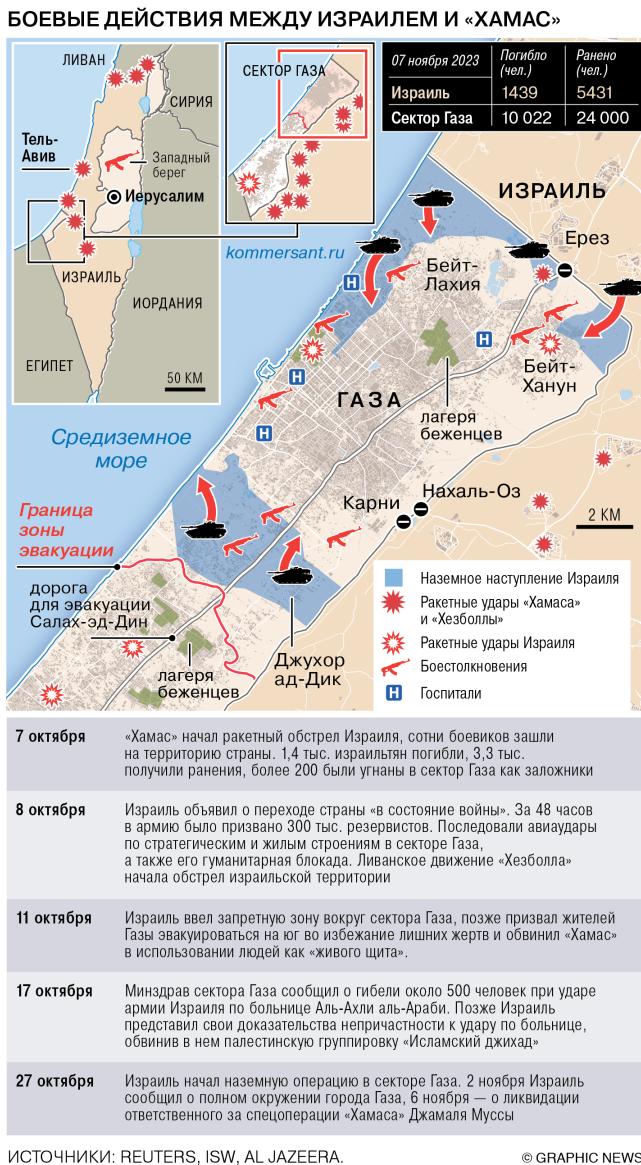 БОЕВЫЕ ДЕЙСТВИЯ МЕЖДУ ИЗРАИЛЕМ И «ХАМАС»
ЛИВАН
СИРИЯ
Тель-
Авив
Западный
берег
Иерусалим
ИЗРАИЛЬ
ИОРДАНИЯ
ЕГИПЕТ
50 KM
СЕКТОР ГАЗА
07 ноября 2023
Погибло
(чел.)
Ранено
(чел.)
Израиль 1439 5431
Сектор Газа 10 022 24 000
kommersant.ru
ИЗРАИЛЬ
Бейт-
Лахия
Ерез
H
H
H
H
Бейт-
Ханун
ГАЗА
лагеря
беженцев
Средиземное
море
Карни
Нахаль-Оз
2 KM
Граница
зоны
эвакуации
дорога
для эвакуации
Салах-эд-Дин
лагеря
беженцев
Джухор
ад-Дик
Наземное наступление Израиля
Ракетные удары «Хамаса»
и «Хезболлы»
Ракетные удары Израиля
Боестолкновения
H Госпитали
7 октября
«Хамас» начал ракетный обстрел Израиля, сотни боевиков зашли
на территорию страны. 1,4 тыс. израильтян погибли, 3,3 тыс.
получили ранения, более 200 были угнаны в сектор Газа как заложники
8 октября
Израиль объявил о переходе страны «в состояние войны». За 48 часов
в армию было призвано 300 тыс. резервистов. Последовали авиаудары
по стратегическим и жилым строениям в секторе Газа,
а также его гуманитарная блокада. Ливанское движение «Хезболла»
начала обстрел израильской территории
11 октября
Израиль ввел запретную зону вокруг сектора Газа, позже призвал жителей
Газы эвакуироваться на юг во избежание лишних жертв и обвинил «Хамас»
в использовании людей как «живого щита».
17 октября
Минздрав сектора Газа сообщил о гибели около 500 человек при ударе
армии Израиля по больнице Аль-Ахли аль-Араби. Позже Израиль
представил свои доказательства непричастности к удару по больнице,
обвинив в нем палестинскую группировку «Исламский джихад»
27 октября
Израиль начал наземную операцию в секторе Газа. 2 ноября Израиль
сообщил о полном окружении города Газа, 6 ноября — о ликвидации
ответственного за спецоперации «Хамаса» Джамаля Муссы
ИСТОЧНИКИ: REUTERS, ISW, AL JAZEERA.
© GRAPHIC NEWS